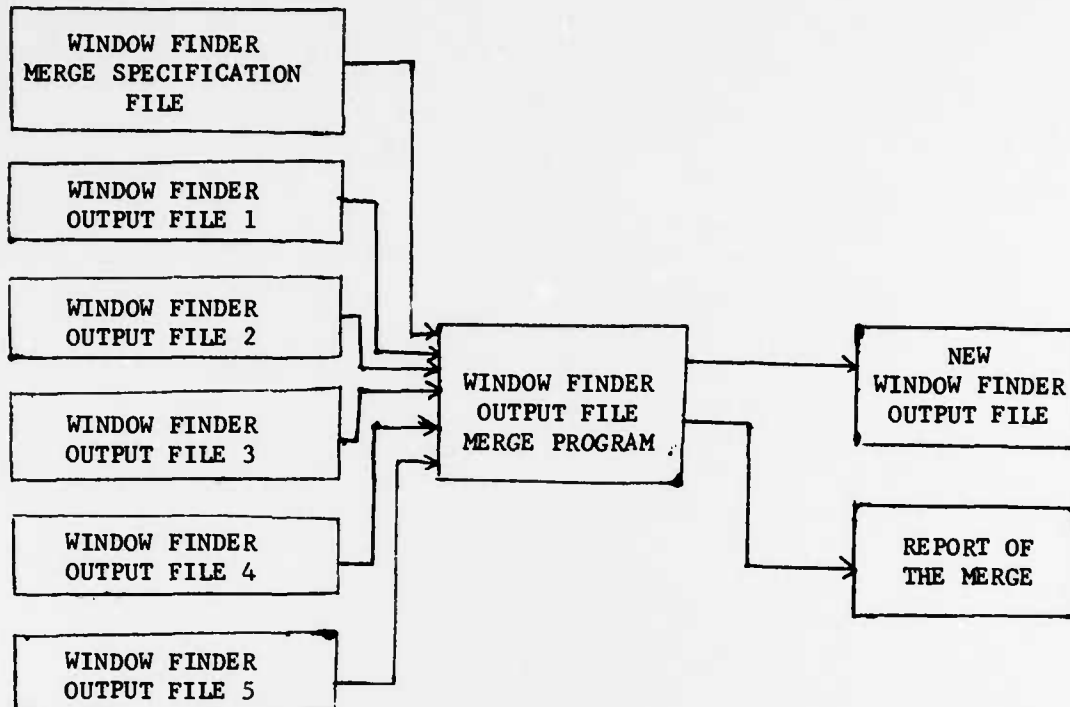 WINDOW FINDER
MERGE SPECIFICATION
FILE
WINDOW FINDER
OUTPUT FILE 1
WINDOW FINDER
OUTPUT FILE 2
WINDOW FINDER
OUTPUT FILE 3
WINDOW FINDER
OUTPUT FILE 4
WINDOW FINDER
OUTPUT FILE 5
WINDOW FINDER
OUTPUT FILE
MERGE PROGRAM
NEW
WINDOW FINDER
OUTPUT FILE
REPORT OF
THE MERGE